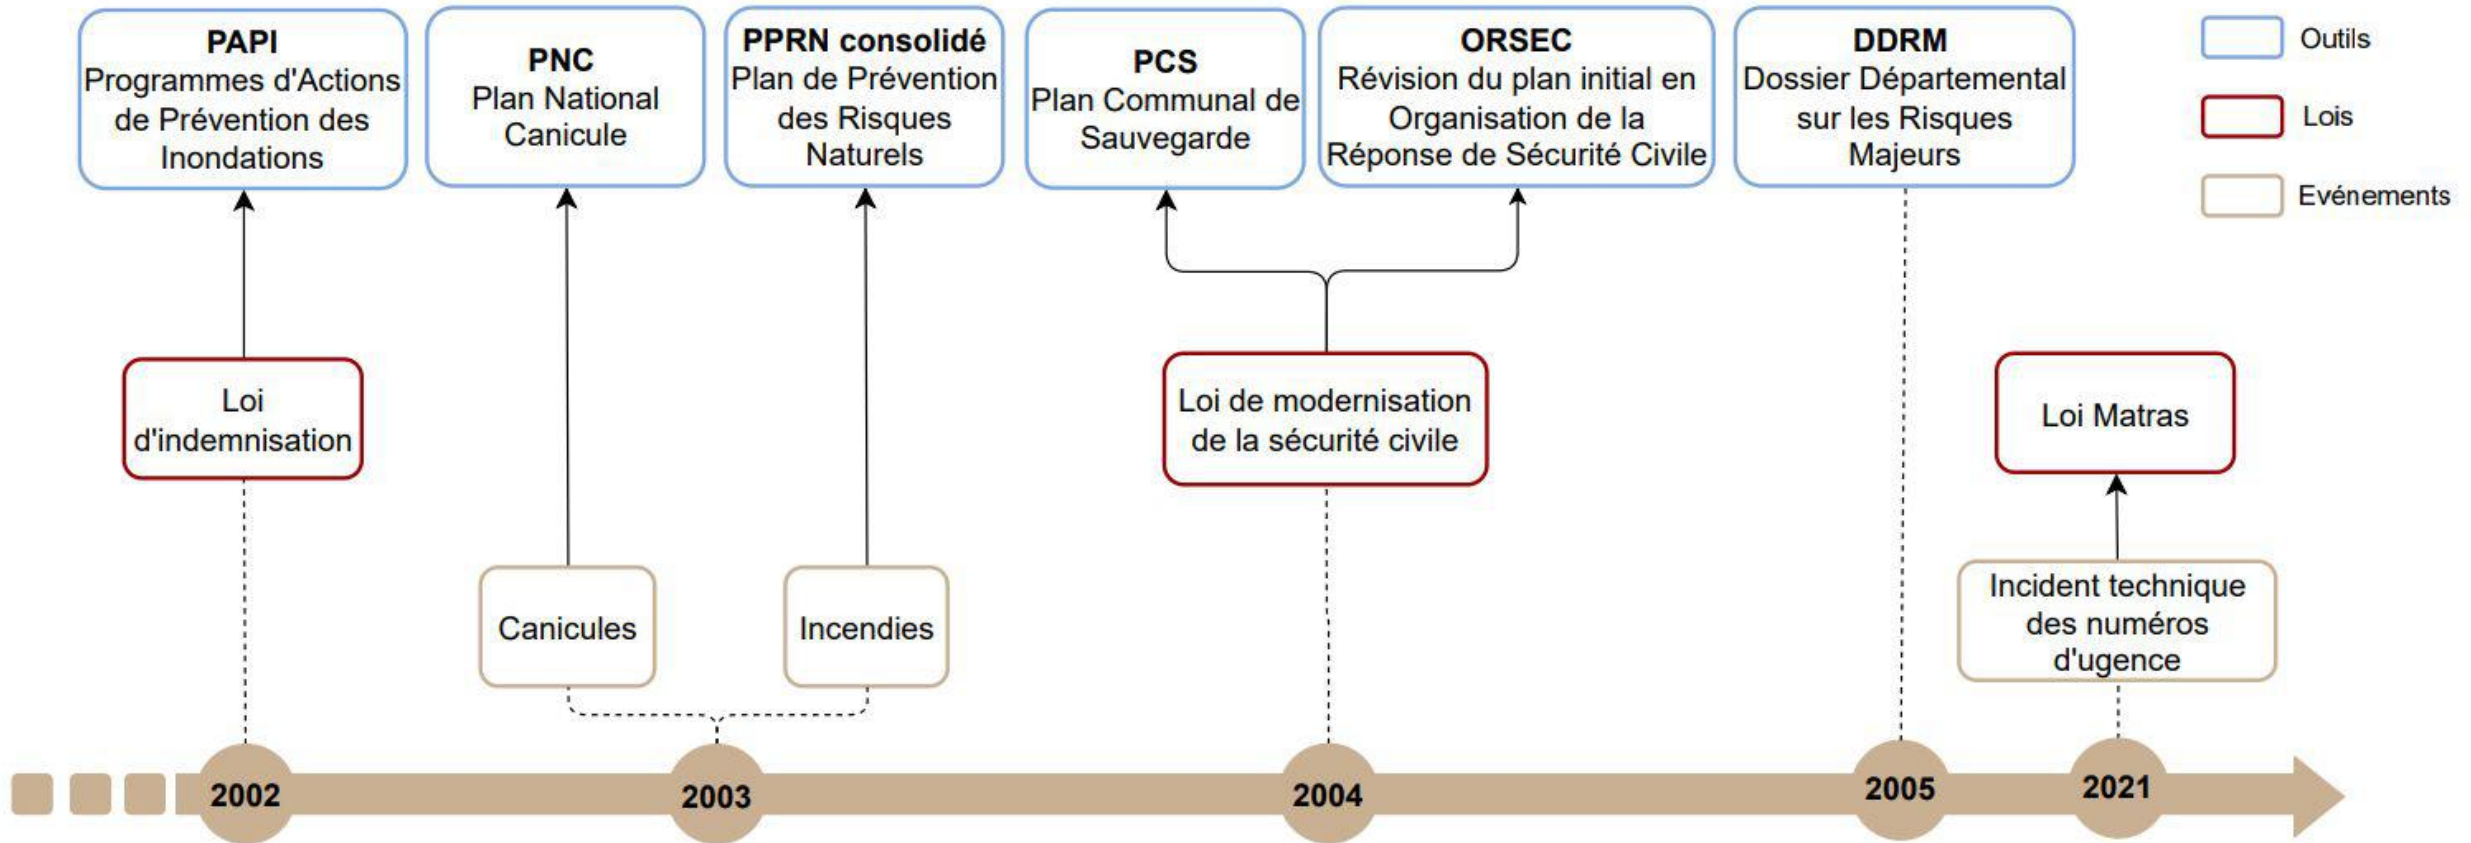 PAPI
Programmes d'Actions
de Prévention des
Inondations
PNC
Plan National
Canicule
PPRN consolidé
Plan de Prévention
des Risques
Naturels
PCS
Plan Communal de
Sauvegarde
ORSEC
Révision du plan initial en
Organisation de la
Réponse de Sécurité Civile
DDRM
Dossier Départemental
sur les Risques
Majeurs
Outils
Lois
Evénements
Loi
d'indemnisation
Loi de modernisation
de la sécurité civile
Loi Matras
Canicules
Incendies
Incident technique
des numéros
d'ugence
2002
2003
2004
2005
2021